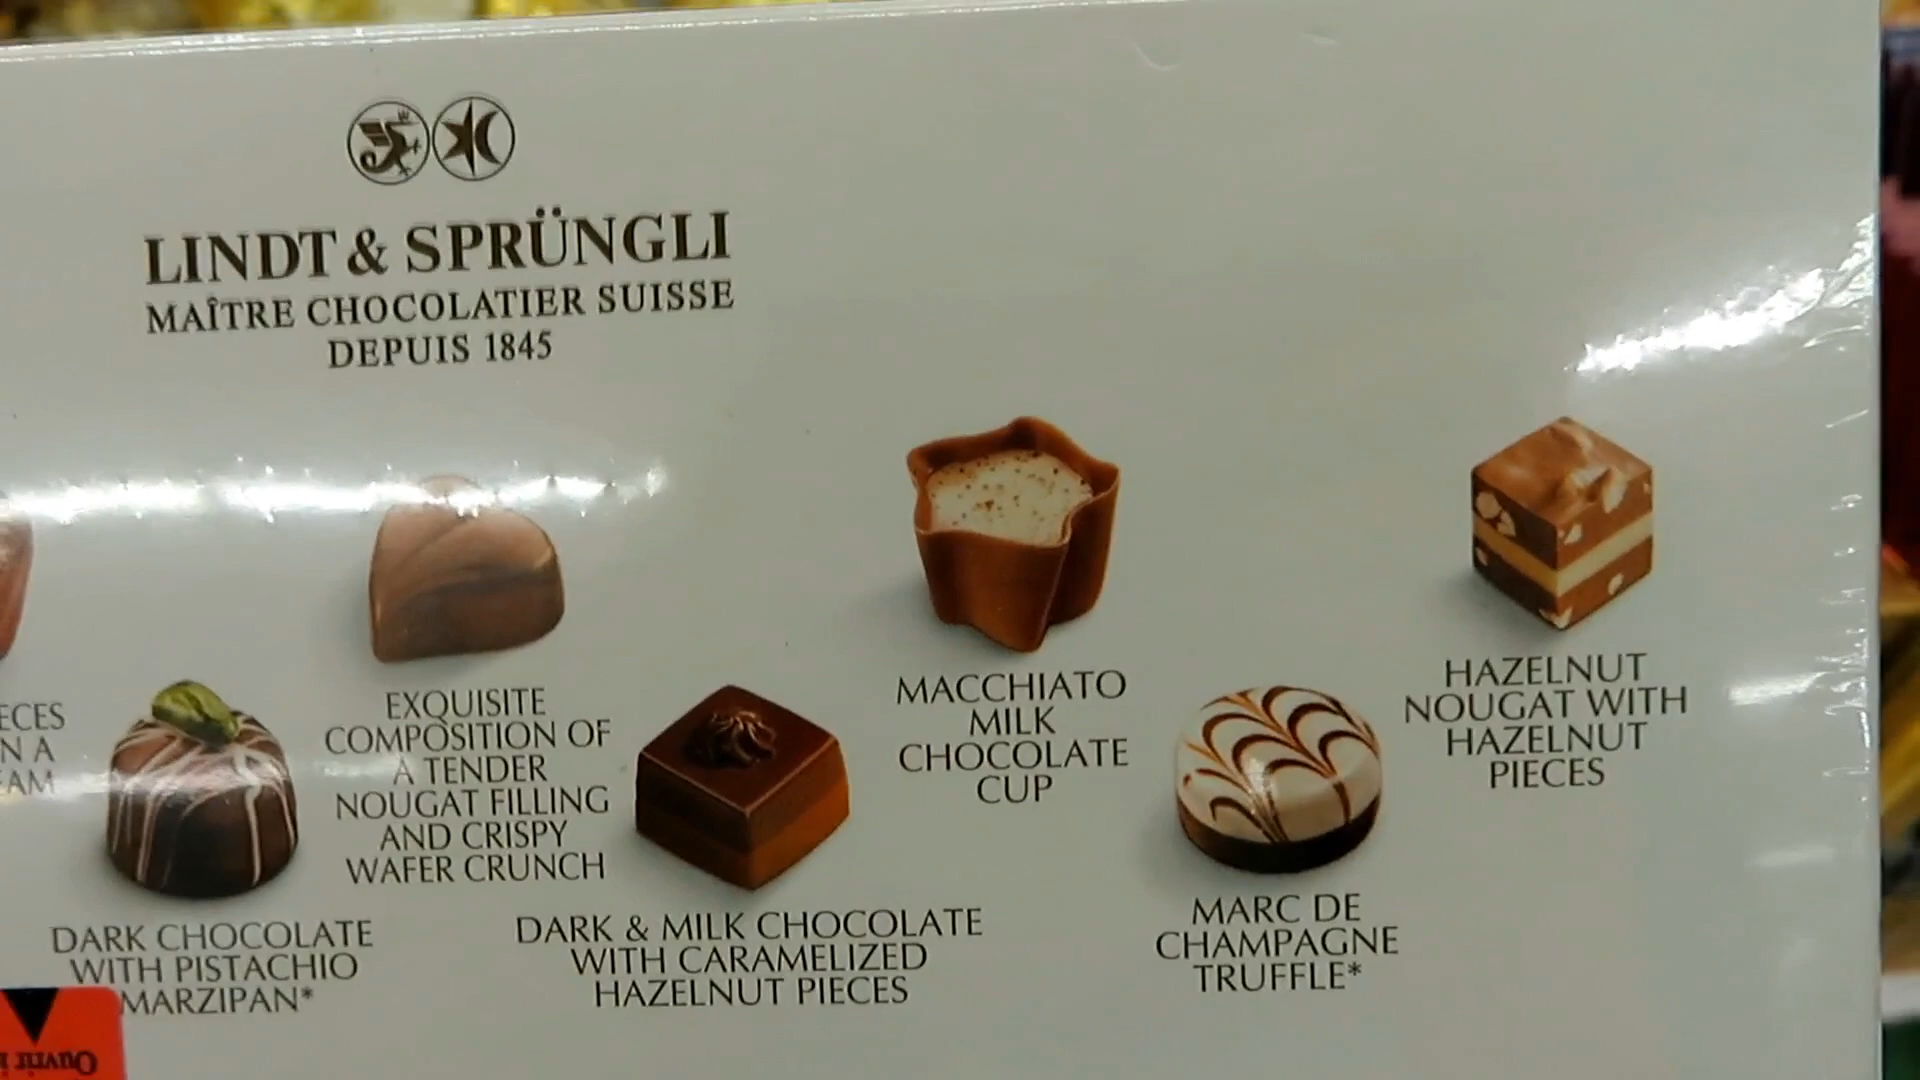 LINDT & SPRÜNGLI
MAÎTRE CHOCOLATIER SUISSE
DEPUIS 1845
DARK CHOCOLATE
WITH PISTACHIO
MARZIPAN*
EXQUISITE
COMPOSITION OF
A TENDER
NOUGAT FILLING
AND CRISPY
WAFER CRUNCH
DARK & MILK CHOCOLATE
WITH CARAMELIZED
HAZELNUT PIECES
MACCHIATO
MILK
CHOCOLATE
CUP
MARC DE
CHAMPAGNE
TRUFFLE*
HAZELNUT
NOUGAT WITH
HAZELNUT
PIECES
Ouvrir